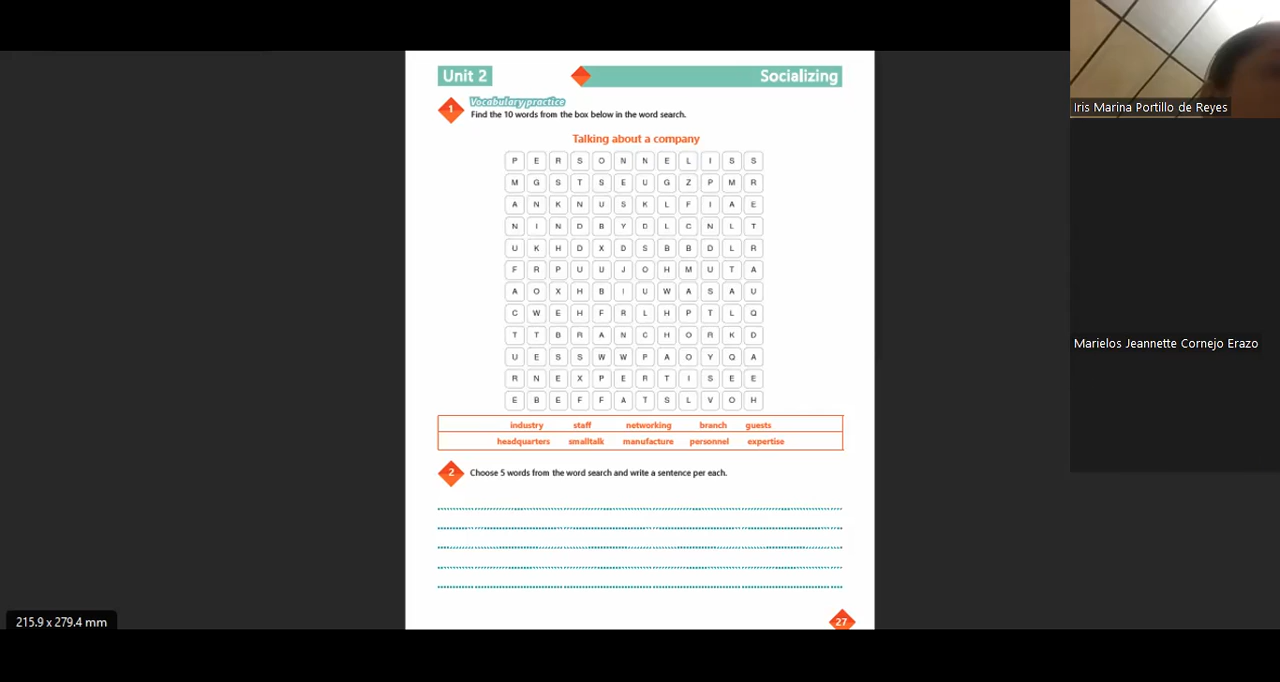 Unit 2
Socializing
1
Vocabulary practice
Find the 10 words from the box below in the word search.
Talking about a company
P E R S O N N E L I S S
M G S T S E U G Z P M R
A N K N U S K L F I A E
N I N D B Y D L C N L T
U K H D X D S B B D L R
F R P U U J O H M U T A
A O X H B I U W A S A U
C W E H F R L H P T L Q
T T B R A N C H O R K D
U E S S W W P A O Y Q A
R N E X P E R T I S E E
E B E F F A T S L V O H
industry staff networking branch guests
headquarters smalltalk manufacture personnel expertise
2
Choose 5 words from the word search and write a sentence per each.
27
215.9 x 279.4 mm
Iris Marina Portillo de Reyes
Marielos Jeannette Cornejo Erazo